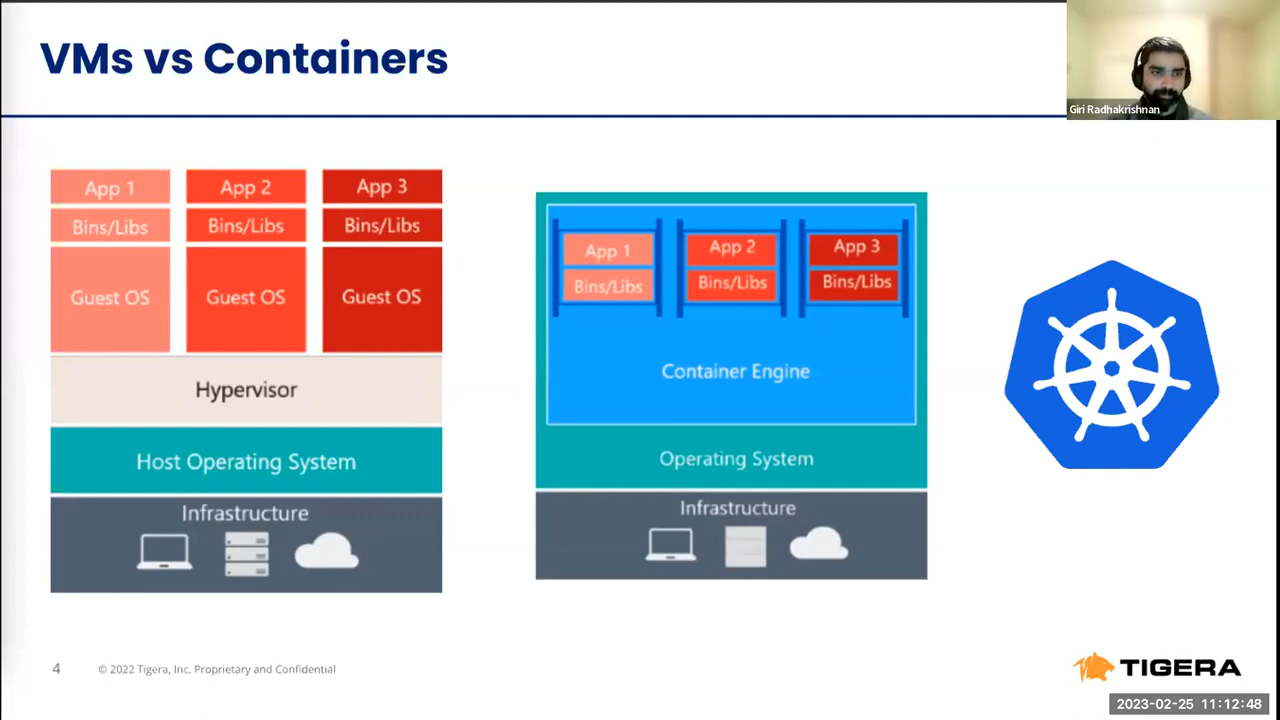 VMs vs Containers
Giri Radhakrishnan
App 1
App 2
App 3
Bins/Libs
Bins/Libs
Bins/Libs
Guest OS
Guest OS
Guest OS
Hypervisor
Host Operating System
Infrastructure
App 1
App 2
App 3
Bins/Libs
Bins/Libs
Bins/Libs
Container Engine
Operating System
Infrastructure
4
© 2022 Tigera, Inc. Proprietary and Confidential
TIGERA
2023-02-25 11:12:48